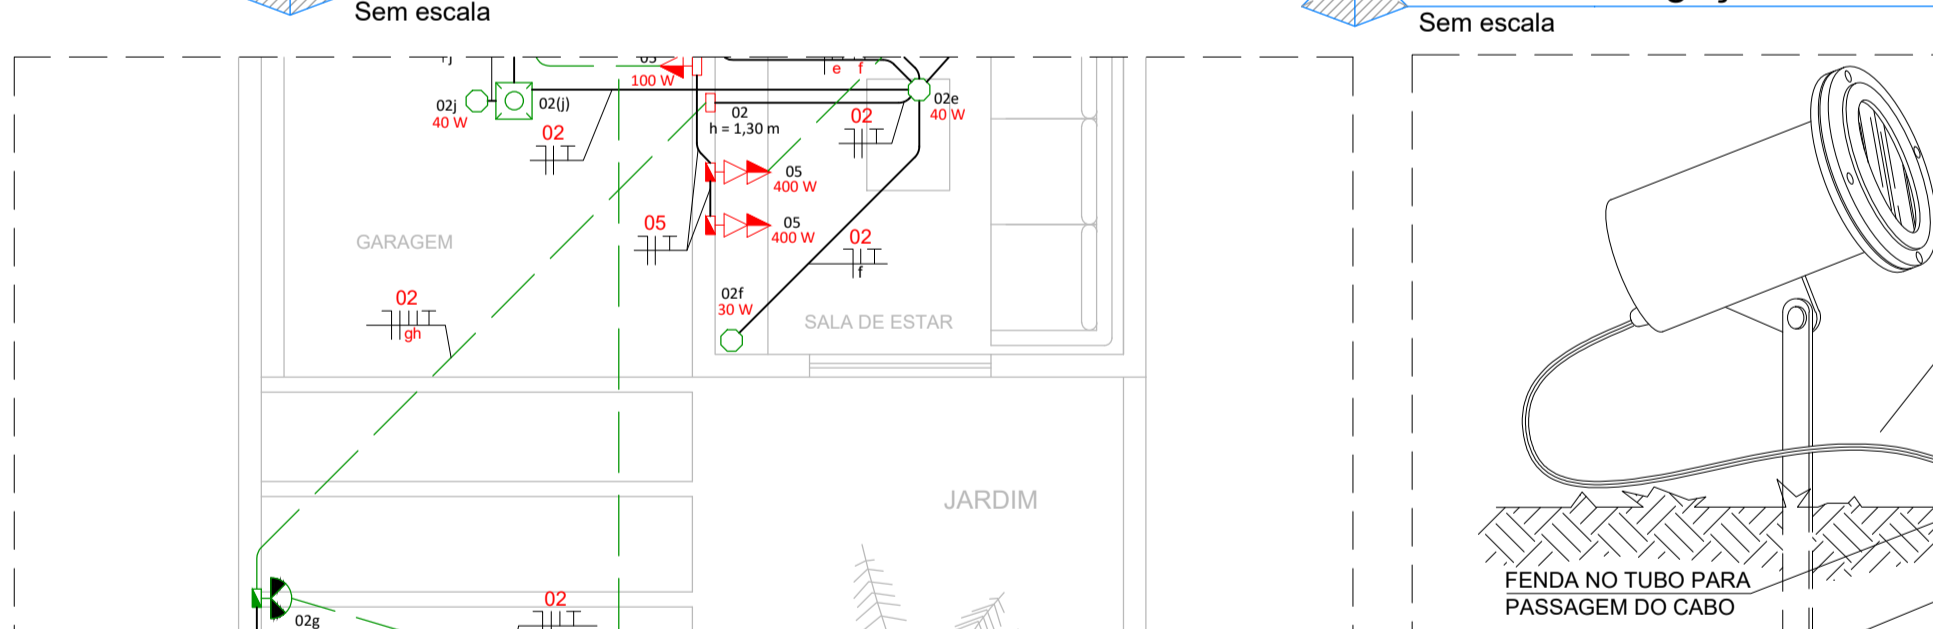 Sem escala
Sem escala
100 W
e f
02j
40 W
02(j)
02
02
h = 1,30 m
02
02e
40 W
05
400 W
05
05
400 W
02
f
GARAGEM
02
gh
02f
30 W
SALA DE ESTAR
JARDIM
FENDA NO TUBO PARA
PASSAGEM DO CABO
02
02g